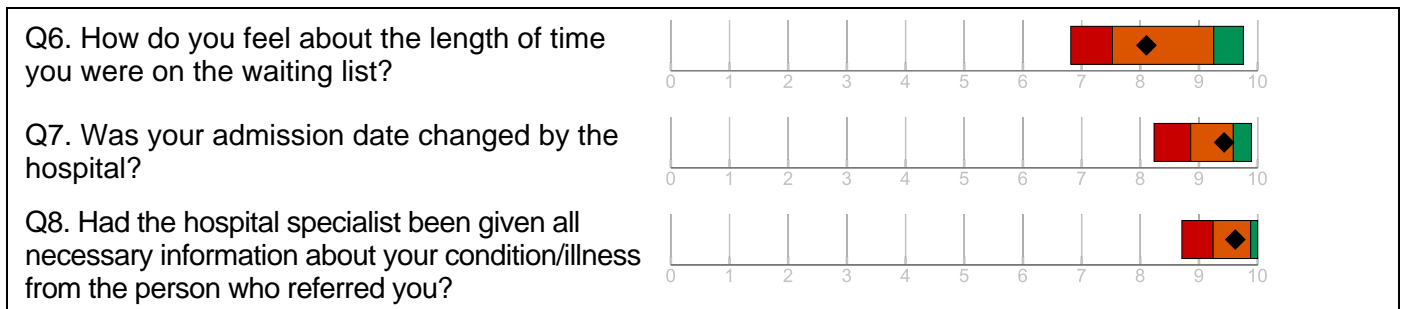 Q6. How do you feel about the length of time
you were on the waiting list?
0 1 2 3 4 5 6 7 8 9 10
Q7. Was your admission date changed by the
hospital?
0 1 2 3 4 5 6 7 8 9 10
Q8. Had the hospital specialist been given all
necessary information about your condition/illness
from the person who referred you?
0 1 2 3 4 5 6 7 8 9 10